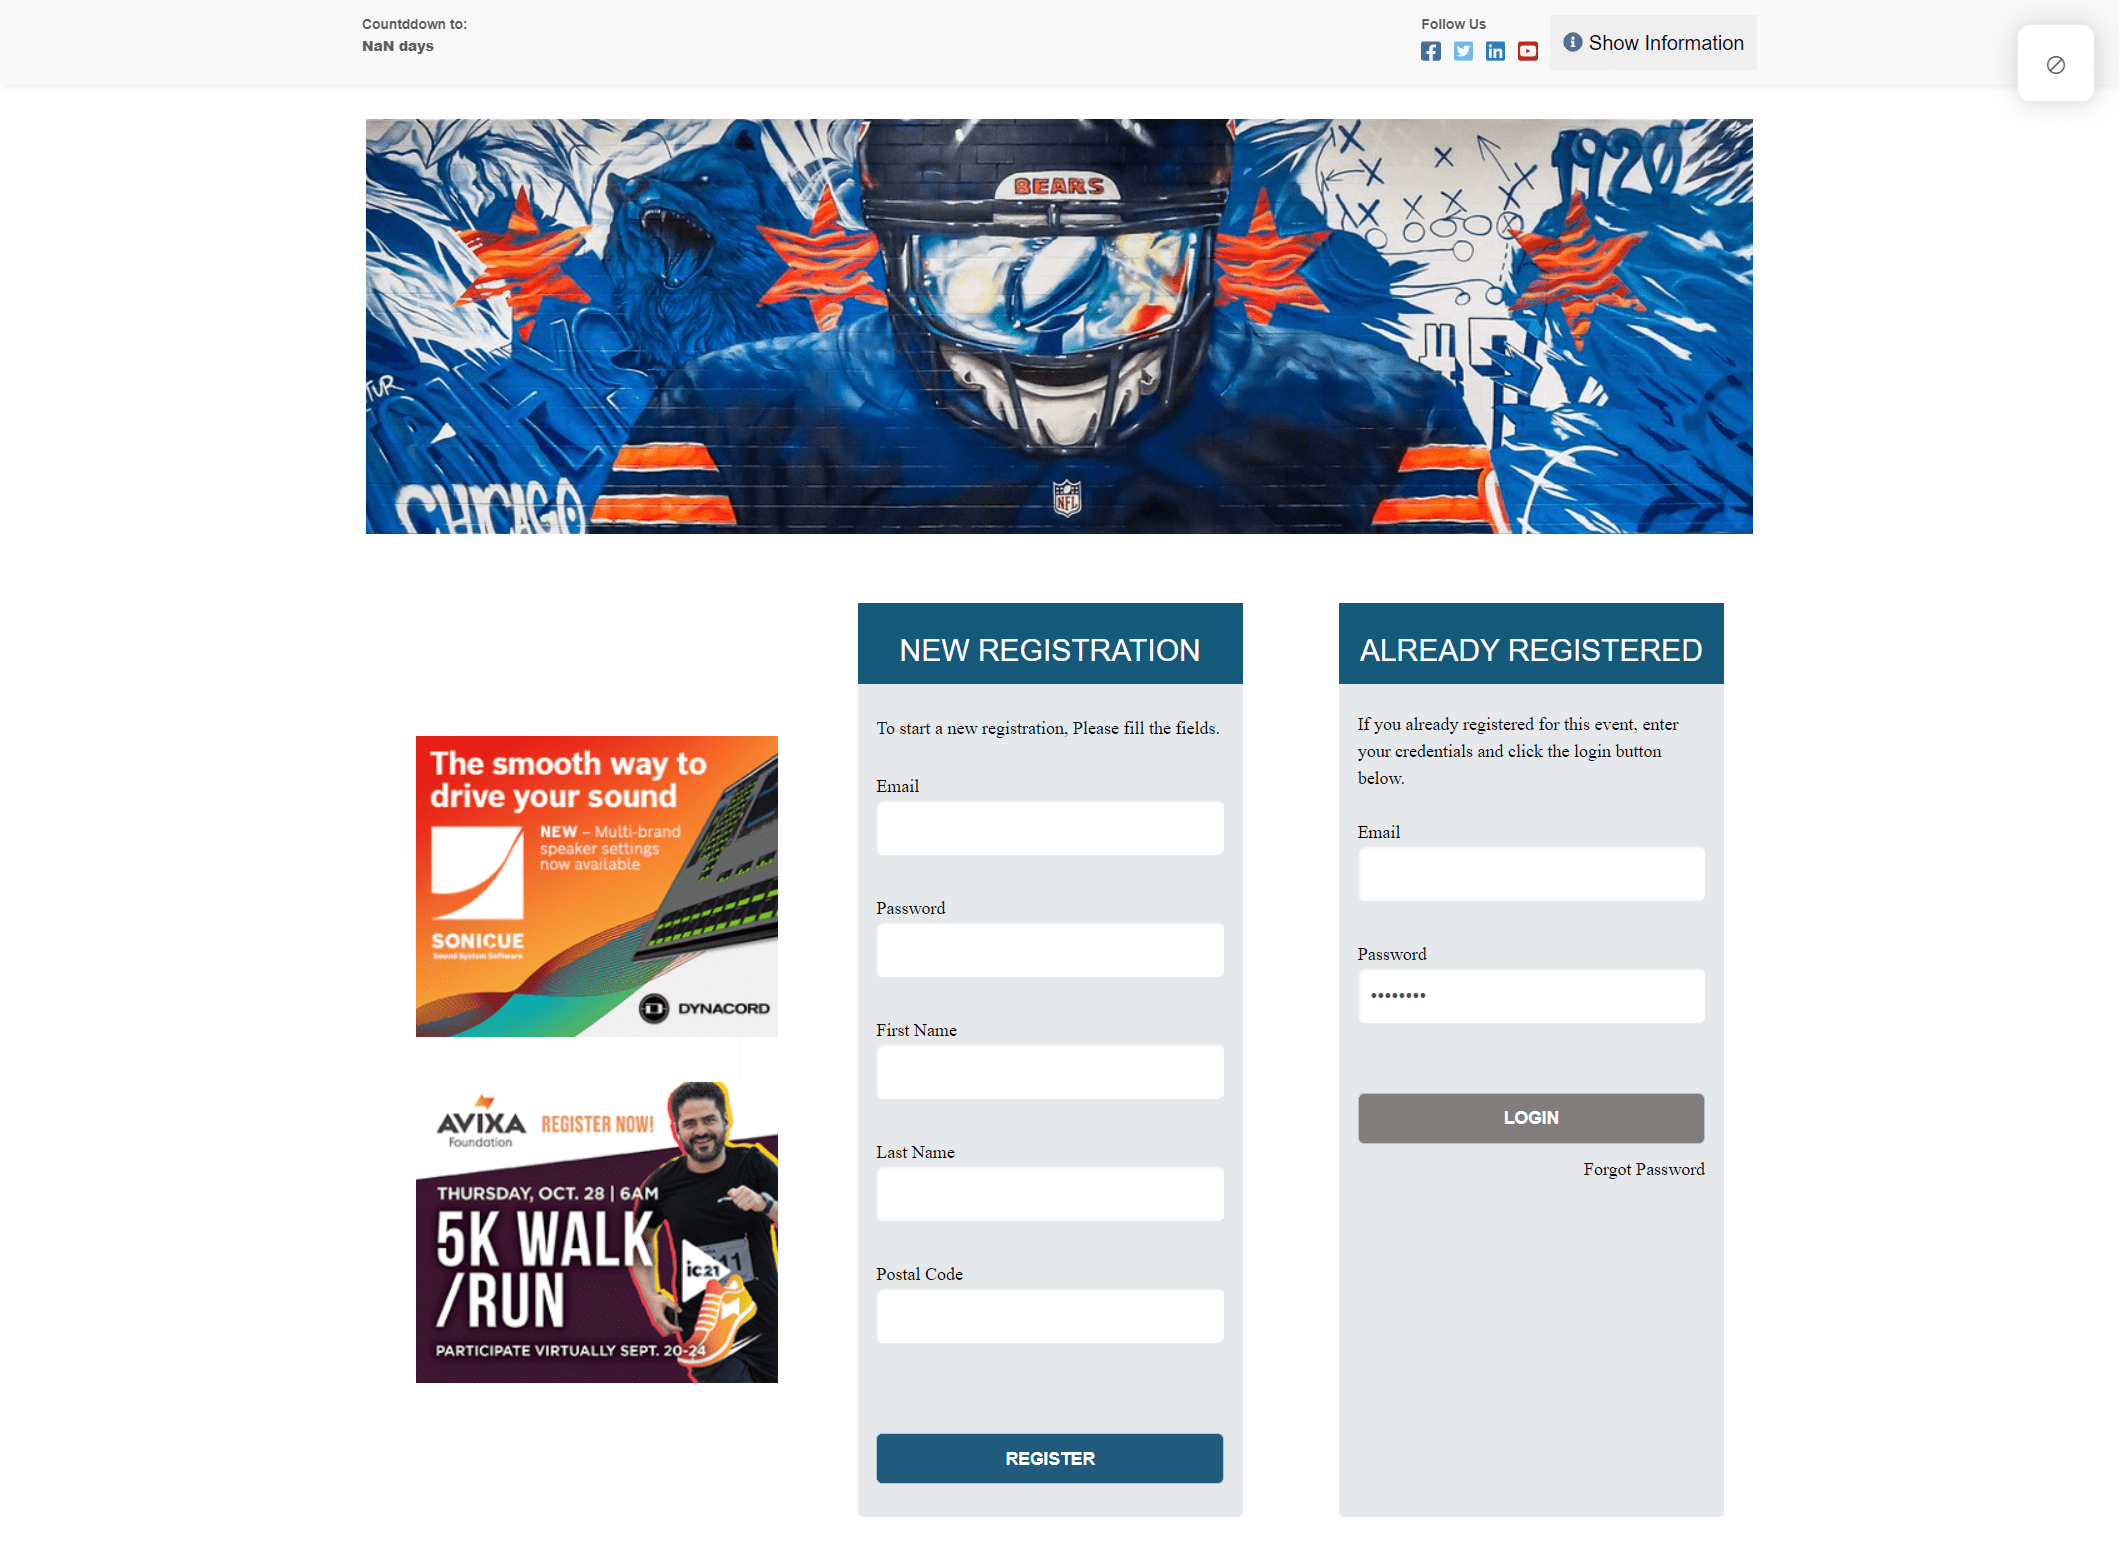 Countddown to:
NaN days
Follow Us
Show Information
BEARS
1920
CHICAGO
NFL
NEW REGISTRATION
To start a new registration, Please fill the fields.
Email
Password
First Name
Last Name
Postal Code
REGISTER
ALREADY REGISTERED
If you already registered for this event, enter
your credentials and click the login button
below.
Email
Password
••••••••
LOGIN
Forgot Password
The smooth way to
drive your sound
NEW – Multi-brand
speaker settings
now available
SONICUE
Sound System Software
DYNACORD
AVIXA
Foundation
REGISTER NOW!
THURSDAY, OCT. 28 | 6AM
5K WALK
/RUN
ic21
PARTICIPATE VIRTUALLY SEPT. 20-24